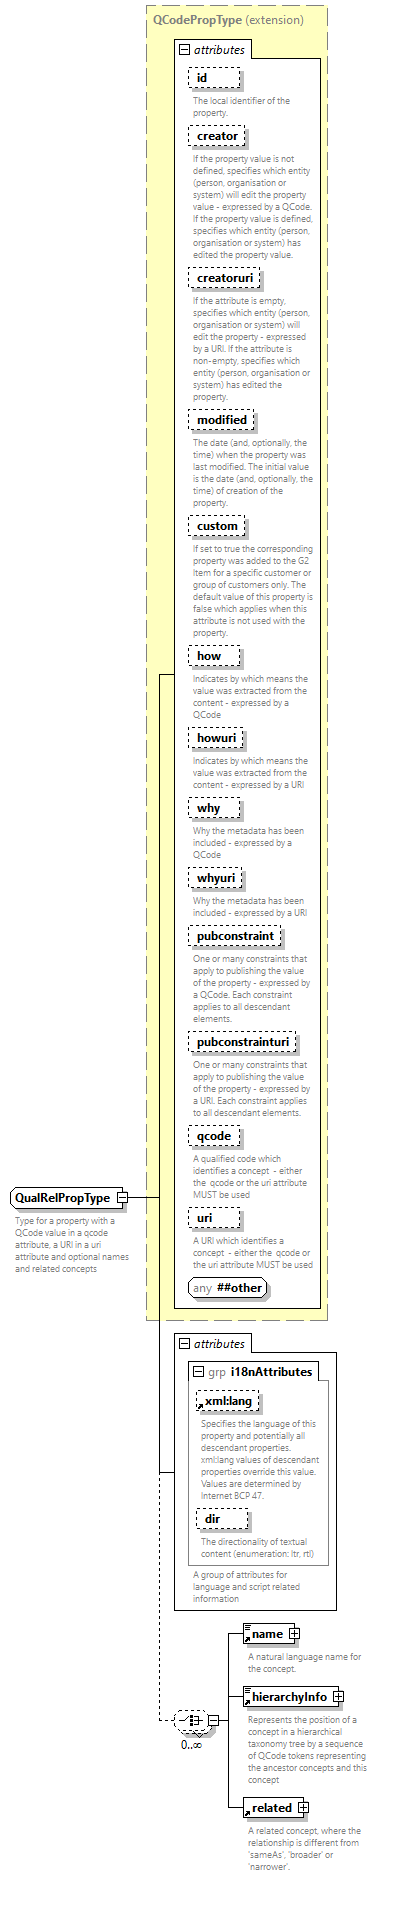 QCodePropType (extension)
attributes
id
The local identifier of the
property.
creator
If the property value is not
defined, specifies which entity
(person, organisation or
system) will edit the property
value - expressed by a QCode.
If the property value is defined,
specifies which entity (person,
organisation or system) has
edited the property value.
creatoruri
If the attribute is empty,
specifies which entity (person,
organisation or system) will
edit the property - expressed
by a URI. If the attribute is
non-empty, specifies which
entity (person, organisation or
system) has edited the
property.
modified
The date (and, optionally, the
time) when the property was
last modified. The initial value
is the date (and, optionally, the
time) of creation of the
property.
custom
If set to true the corresponding
property was added to the G2
Item for a specific customer or
group of customers only. The
default value of this property is
false which applies when this
attribute is not used with the
property.
how
Indicates by which means the
value was extracted from the
content - expressed by a
QCode
howuri
Indicates by which means the
value was extracted from the
content - expressed by a URI
why
Why the metadata has been
included - expressed by a
QCode
whyuri
Why the metadata has been
included - expressed by a URI
pubconstraint
One or many constraints that
apply to publishing the value
of the property - expressed by
a QCode. Each constraint
applies to all descendant
elements.
pubconstrainturi
One or many constraints that
apply to publishing the value
of the property - expressed by
a URI. Each constraint applies
to all descendant elements.
qcode
A qualified code which
identifies a concept - either
the qcode or the uri attribute
MUST be used
uri
A URI which identifies a
concept - either the qcode or
the uri attribute MUST be used
any ##other
QualRelPropType
Type for a property with a
QCode value in a qcode
attribute, a URI in a uri
attribute and optional names
and related concepts
attributes
grp i18nAttributes
xml:lang
Specifies the language of this
property and potentially all
descendant properties.
xml:lang values of descendant
properties override this value.
Values are determined by
Internet BCP 47.
dir
The directionality of textual
content (enumeration: ltr, rtl)
A group of attributes for
language and script related
information
0..∞
name
A natural language name for
the concept.
hierarchyInfo
Represents the position of a
concept in a hierarchical
taxonomy tree by a sequence
of QCode tokens representing
the ancestor concepts and this
concept
related
A related concept, where the
relationship is different from
'sameAs', 'broader' or
'narrower'.